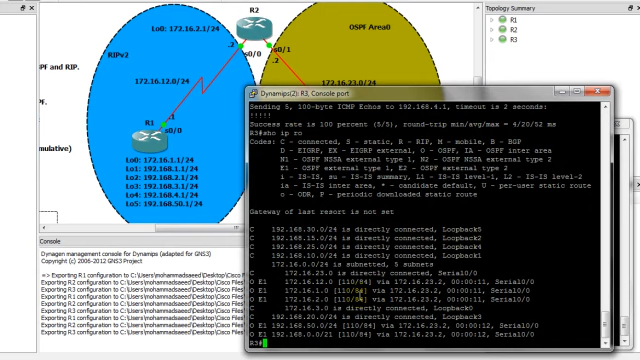 R2
Lo0: 172.16.2.1/24
OSPF Area0
RIPv2
.2
s0/0
s0/1
.2
172.16.12.0/24
172.16.23.0/24
PF and RIP.
/K.
mulative)
.1
R1
s0/0
Lo0: 172.16.1.1/24
Lo1: 192.168.1.1/24
Lo2: 192.168.2.1/24
Lo3: 192.168.3.1/24
Lo4: 192.168.4.1/24
Lo5: 192.168.50.1/24
Topology Summary
R1
R2
R3
Console
Dynagen management console for Dynamips (adapted for GNS3)
Copyright (c) 2006-2012 GNS3 Project
=> Exporting R1 configuration to C:\Users\mohammadsaeed\Desktop\Cisco Files
Exporting R2 configuration to C:\Users\mohammadsaeed\Desktop\Cisco Files
Exporting R3 configuration to C:\Users\mohammadsaeed\Desktop\Cisco Files
Exporting R1 configuration to C:\Users\mohammadsaeed\Desktop\Cisco Files
Exporting R2 configuration to C:\Users\mohammadsaeed\Desktop\Cisco Files
Exporting R3 configuration to C:\Users\mohammadsaeed\Desktop\Cisco Files
=>
Dynamips(2): R3, Console port
Sending 5, 100-byte ICMP Echos to 192.168.4.1, timeout is 2 seconds:
!!!!!
Success rate is 100 percent (5/5), round-trip min/avg/max = 4/20/52 ms
R3#sho ip ro
Codes: C - connected, S - static, R - RIP, M - mobile, B - BGP
D - EIGRP, EX - EIGRP external, O - OSPF, IA - OSPF inter area
N1 - OSPF NSSA external type 1, N2 - OSPF NSSA external type 2
E1 - OSPF external type 1, E2 - OSPF external type 2
i - IS-IS, su - IS-IS summary, L1 - IS-IS level-1, L2 - IS-IS level-2
ia - IS-IS inter area, * - candidate default, U - per-user static route
o - ODR, P - periodic downloaded static route
Gateway of last resort is not set
C 192.168.30.0/24 is directly connected, Loopback5
C 192.168.15.0/24 is directly connected, Loopback2
C 192.168.25.0/24 is directly connected, Loopback4
C 192.168.10.0/24 is directly connected, Loopback1
172.16.0.0/24 is subnetted, 5 subnets
C 172.16.23.0 is directly connected, Serial0/0
O E1 172.16.12.0 [110/84] via 172.16.23.2, 00:00:11, Serial0/0
O E1 172.16.1.0 [110/84] via 172.16.23.2, 00:00:11, Serial0/0
O E1 172.16.2.0 [110/84] via 172.16.23.2, 00:00:11, Serial0/0
C 172.16.3.0 is directly connected, Loopback0
C 192.168.20.0/24 is directly connected, Loopback3
O E1 192.168.50.0/24 [110/84] via 172.16.23.2, 00:00:12, Serial0/0
O E1 192.168.0.0/21 [110/84] via 172.16.23.2, 00:00:12, Serial0/0
R3#